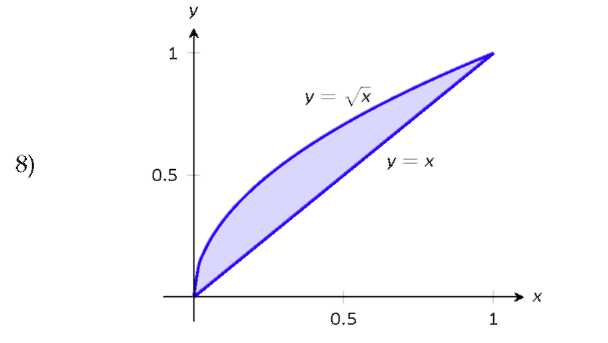 y
1
y = √x
8)
y = x
0.5
x
0.5
1